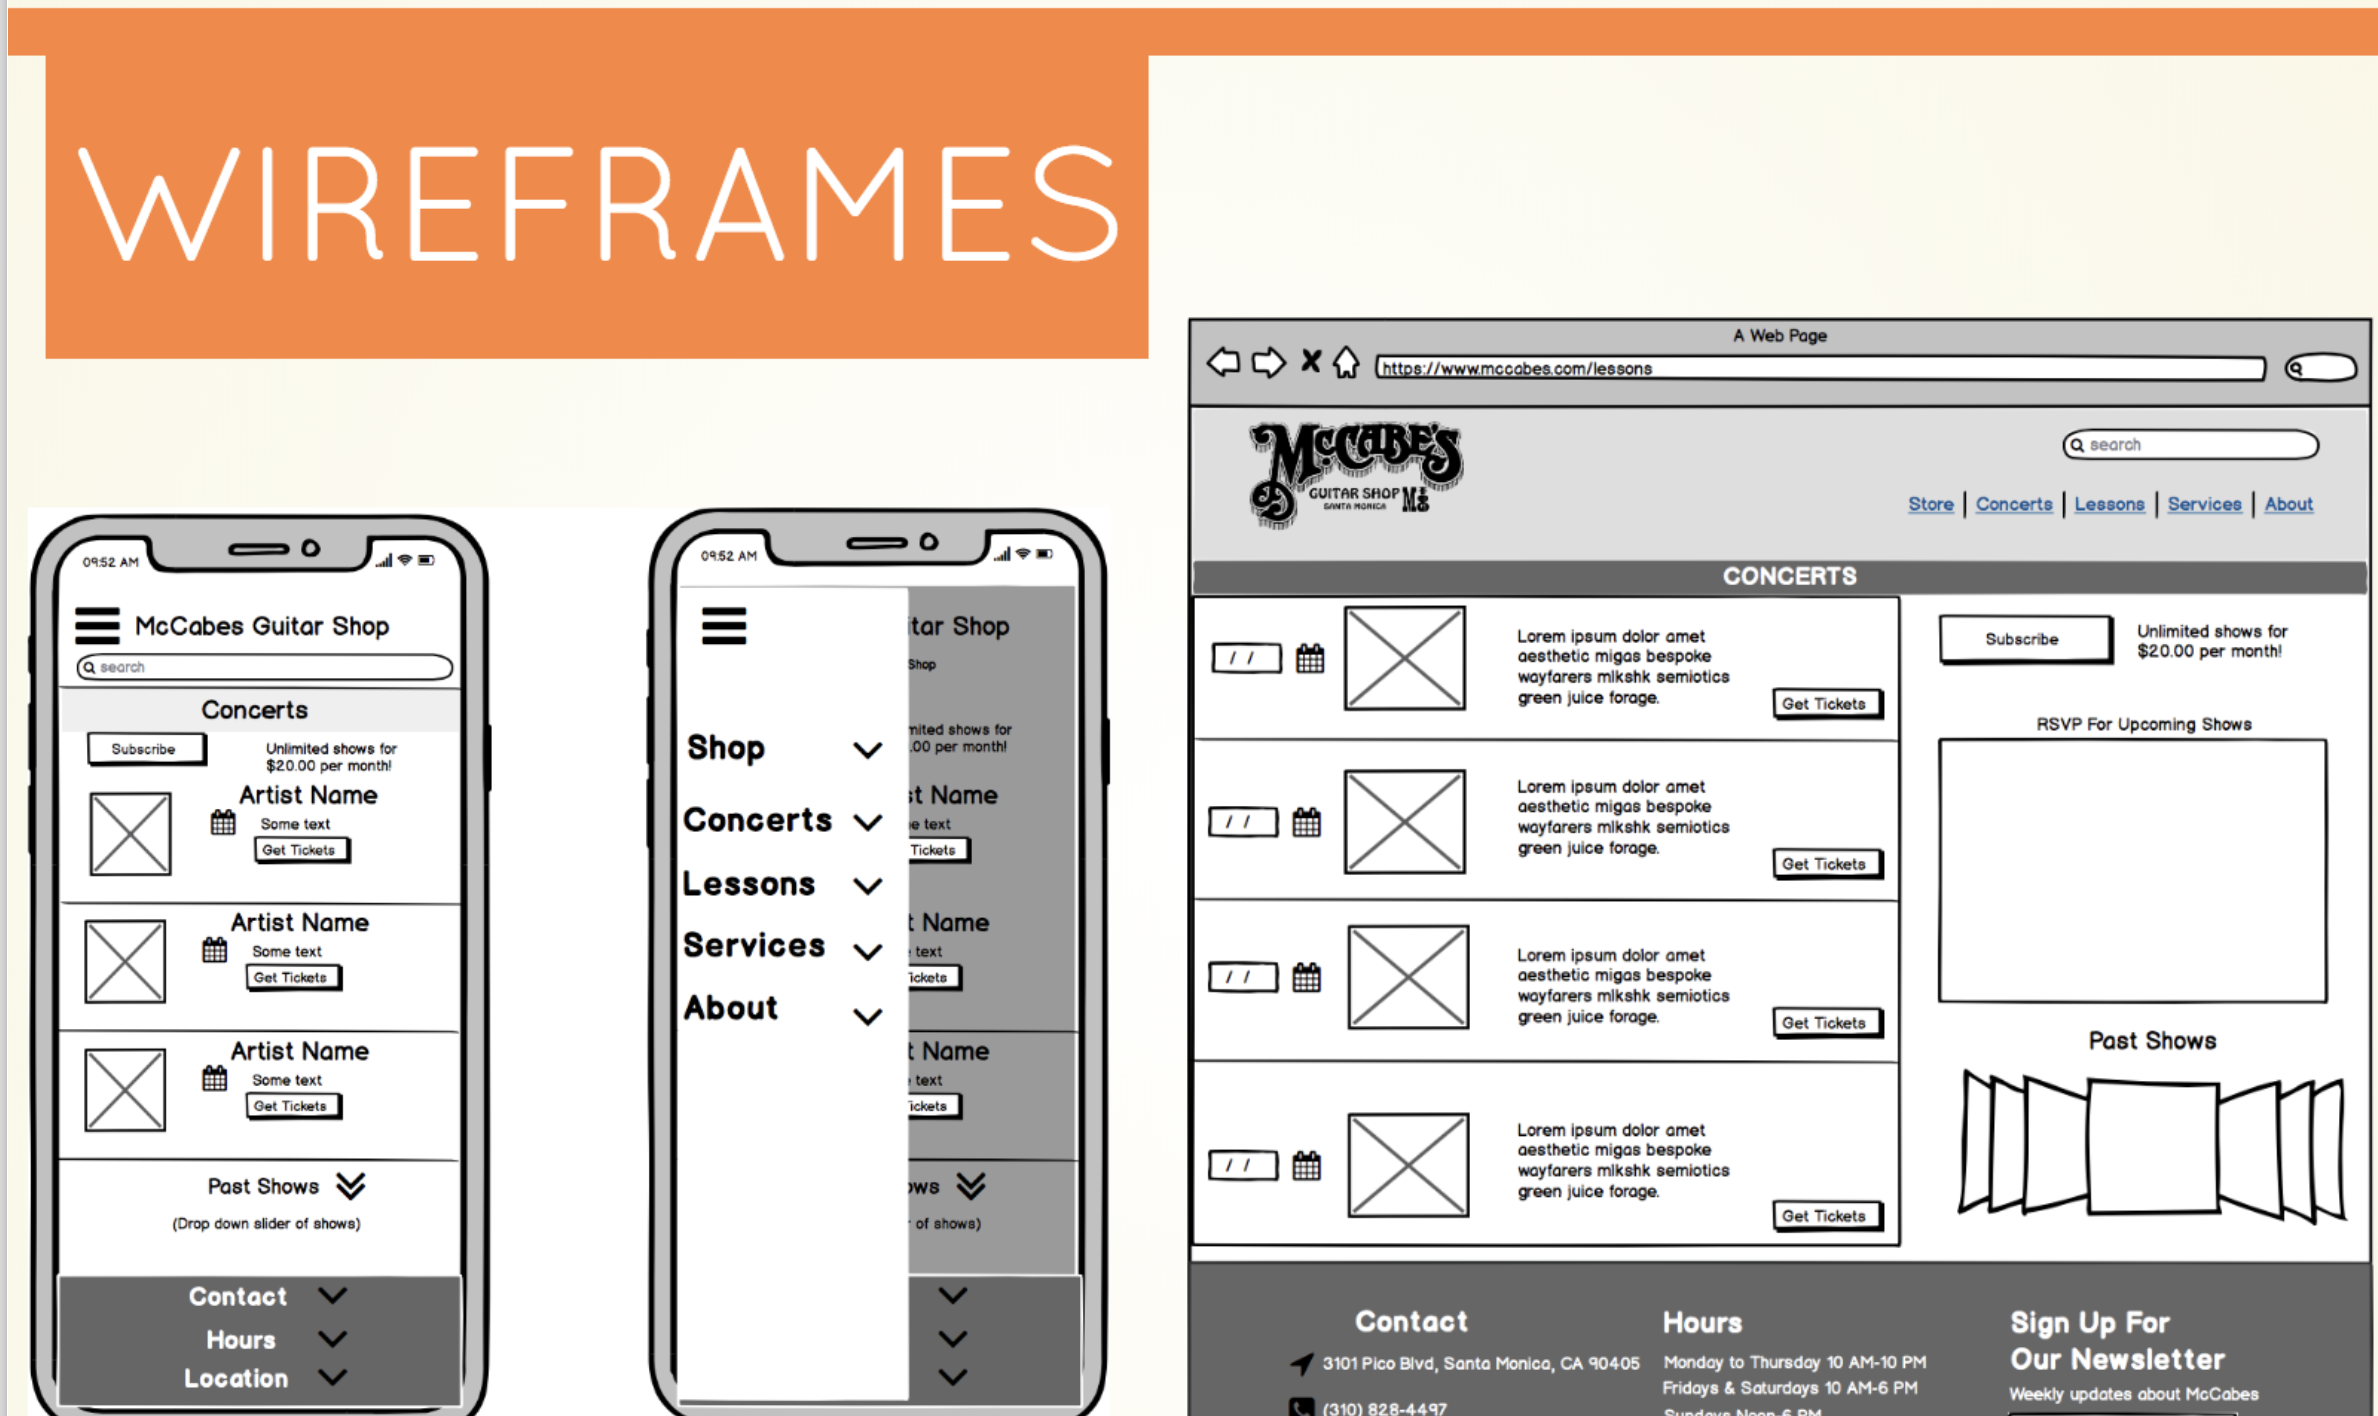 WIREFRAMES
09:52 AM
McCabes Guitar Shop
search
Concerts
Subscribe
Unlimited shows for
$20.00 per month!
Artist Name
Some text
Get Tickets
Artist Name
Some text
Get Tickets
Artist Name
Some text
Get Tickets
Past Shows
(Drop down slider of shows)
Contact
Hours
Location
09:52 AM
itar Shop
Shop
mited shows for
.00 per month!
Shop
Concerts
Lessons
Services
About
st Name
e text
Tickets
t Name
text
ickets
t Name
text
ickets
ows
of shows)
A Web Page
https://www.mccabes.com/lessons
McCABE'S
GUITAR SHOP
SANTA MONICA
search
Store | Concerts | Lessons | Services | About
CONCERTS
/ /
Lorem ipsum dolor amet
aesthetic migas bespoke
wayfarers mlkshk semiotics
green juice forage.
Get Tickets
/ /
Lorem ipsum dolor amet
aesthetic migas bespoke
wayfarers mlkshk semiotics
green juice forage.
Get Tickets
/ /
Lorem ipsum dolor amet
aesthetic migas bespoke
wayfarers mlkshk semiotics
green juice forage.
Get Tickets
/ /
Lorem ipsum dolor amet
aesthetic migas bespoke
wayfarers mlkshk semiotics
green juice forage.
Get Tickets
Subscribe
Unlimited shows for
$20.00 per month!
RSVP For Upcoming Shows
Past Shows
Contact
3101 Pico Blvd, Santa Monica, CA 90405
(310) 828-4497
Hours
Monday to Thursday 10 AM-10 PM
Fridays & Saturdays 10 AM-6 PM
Sundays Noon-6 PM
Sign Up For
Our Newsletter
Weekly updates about McCabes